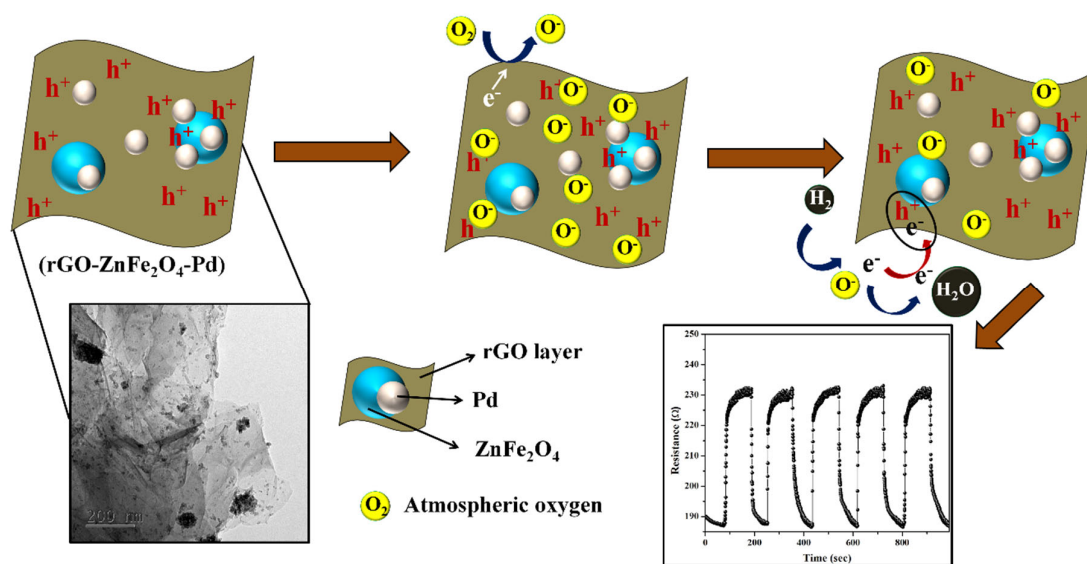 O₂
O⁻
e⁻
h⁺
h⁺
h⁺
h⁺
h⁺
h⁺
h⁺
h⁺
h⁺
h⁺
(rGO-ZnFe₂O₄-Pd)
200 nm
h⁺
O⁻
O⁻
O⁻
O⁻
h⁺
h⁺
h⁺
h⁺
O⁻
O⁻
h
h⁺
h⁺
O⁻
O⁻
h⁺
h⁺
h⁺
h⁺
h⁺
h⁺
h⁺
h⁺
O⁻
O⁻
O⁻
O⁻
H₂
e⁻
e⁻
e⁻
O⁻
H₂O
rGO layer
Pd
ZnFe₂O₄
O₂ Atmospheric oxygen
Resistance (Ω)
250
240
230
220
210
200
190
0 200 400 600 800
Time (sec)